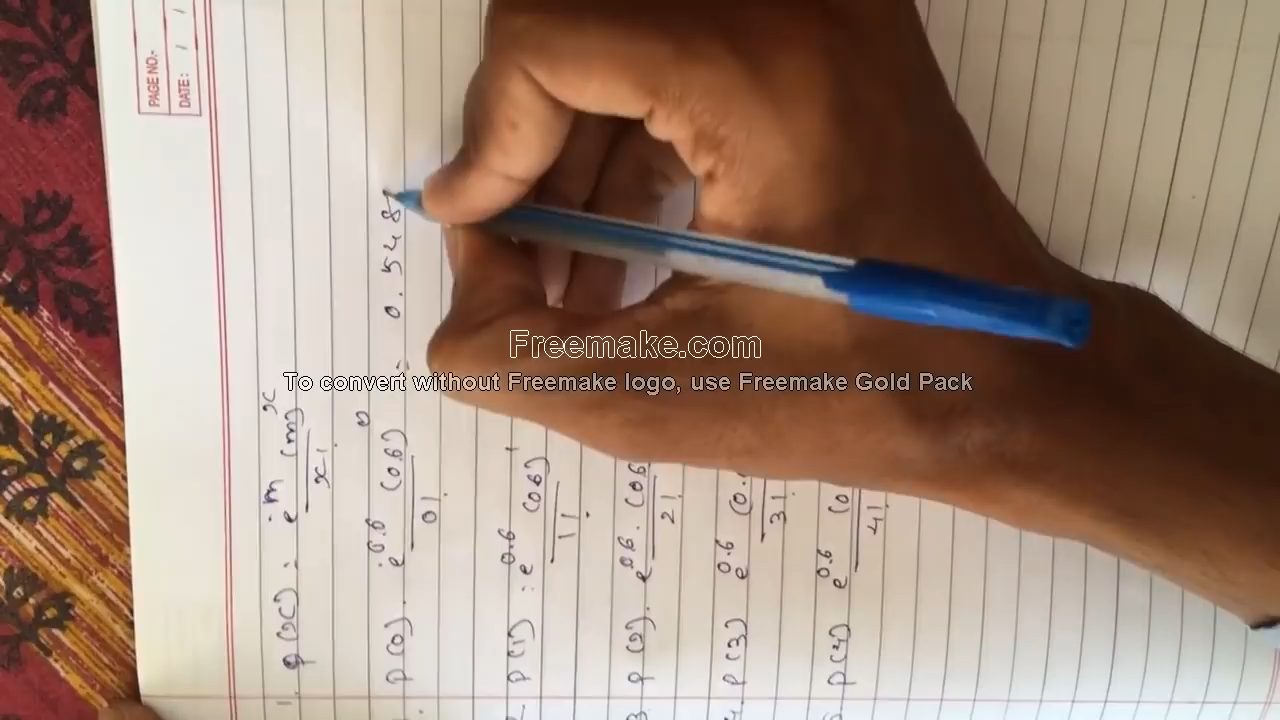 PAGE NO:-
DATE: / /
p(x) : e^-m (m)^x / x!
p(0). e^-0.6 (0.6)^0 / 0! = 0.548
p(1) : e^0.6 (0.6)^1 / 1!
3 p(2). e^0.6 . (0.6 / 2!
p(3) e^0.6 (0. / 3!
p(4) e^0.6 (0 / 4!
Freemake.com
To convert without Freemake logo, use Freemake Gold Pack